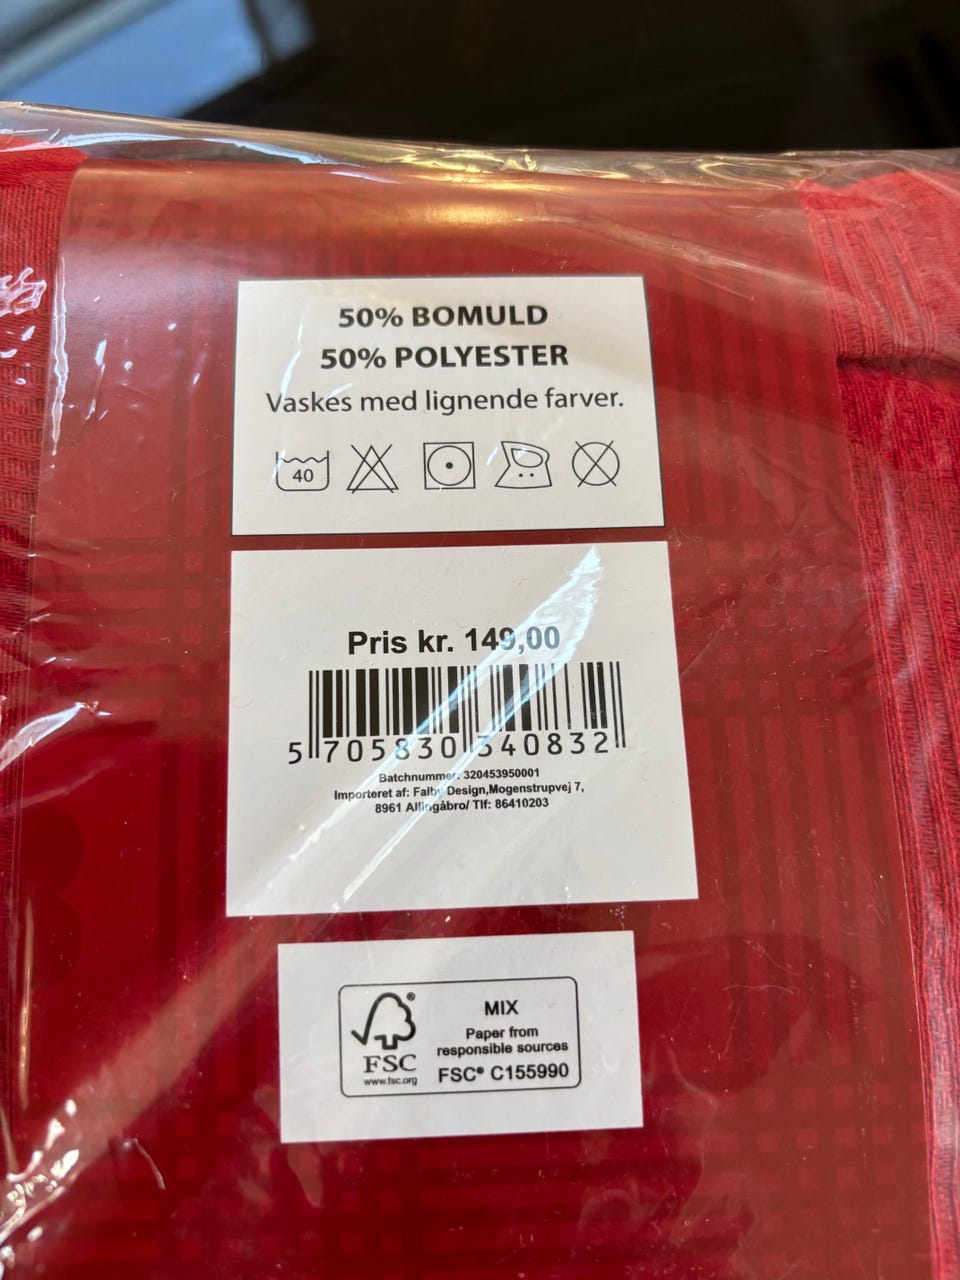 50% BOMULD
50% POLYESTER
Vaskes med lignende farver.
40
Pris kr. 149,00
5 705830 340832
Batchnummer: 320453950001
Importeret af: Falby Design,Mogenstrupvej 7,
8961 Allingåbro/ Tlf: 86410203
MIX
Paper from
responsible sources
FSC® C155990
®
FSC
www.fsc.org